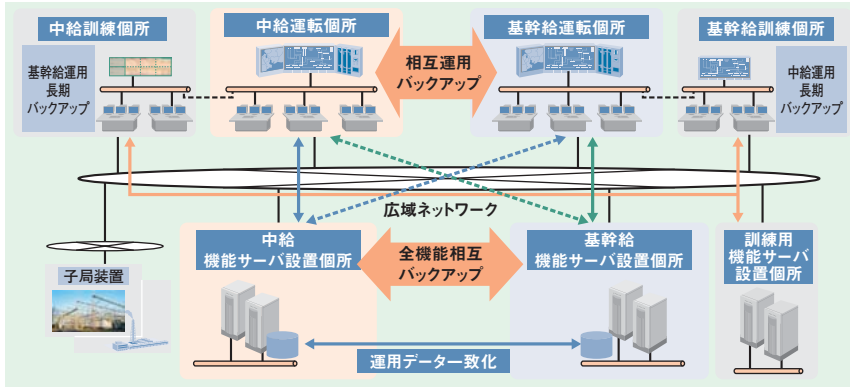 中給訓練個所
中給運転個所
基幹給運転個所
基幹給訓練個所
基幹給運用
長期
バックアップ
相互運用
バックアップ
中給運用
長期
バックアップ
広域ネットワーク
子局装置
中給
機能サーバ設置個所
全機能相互
バックアップ
基幹給
機能サーバ設置個所
訓練用
機能サーバ
設置個所
運用データ一致化